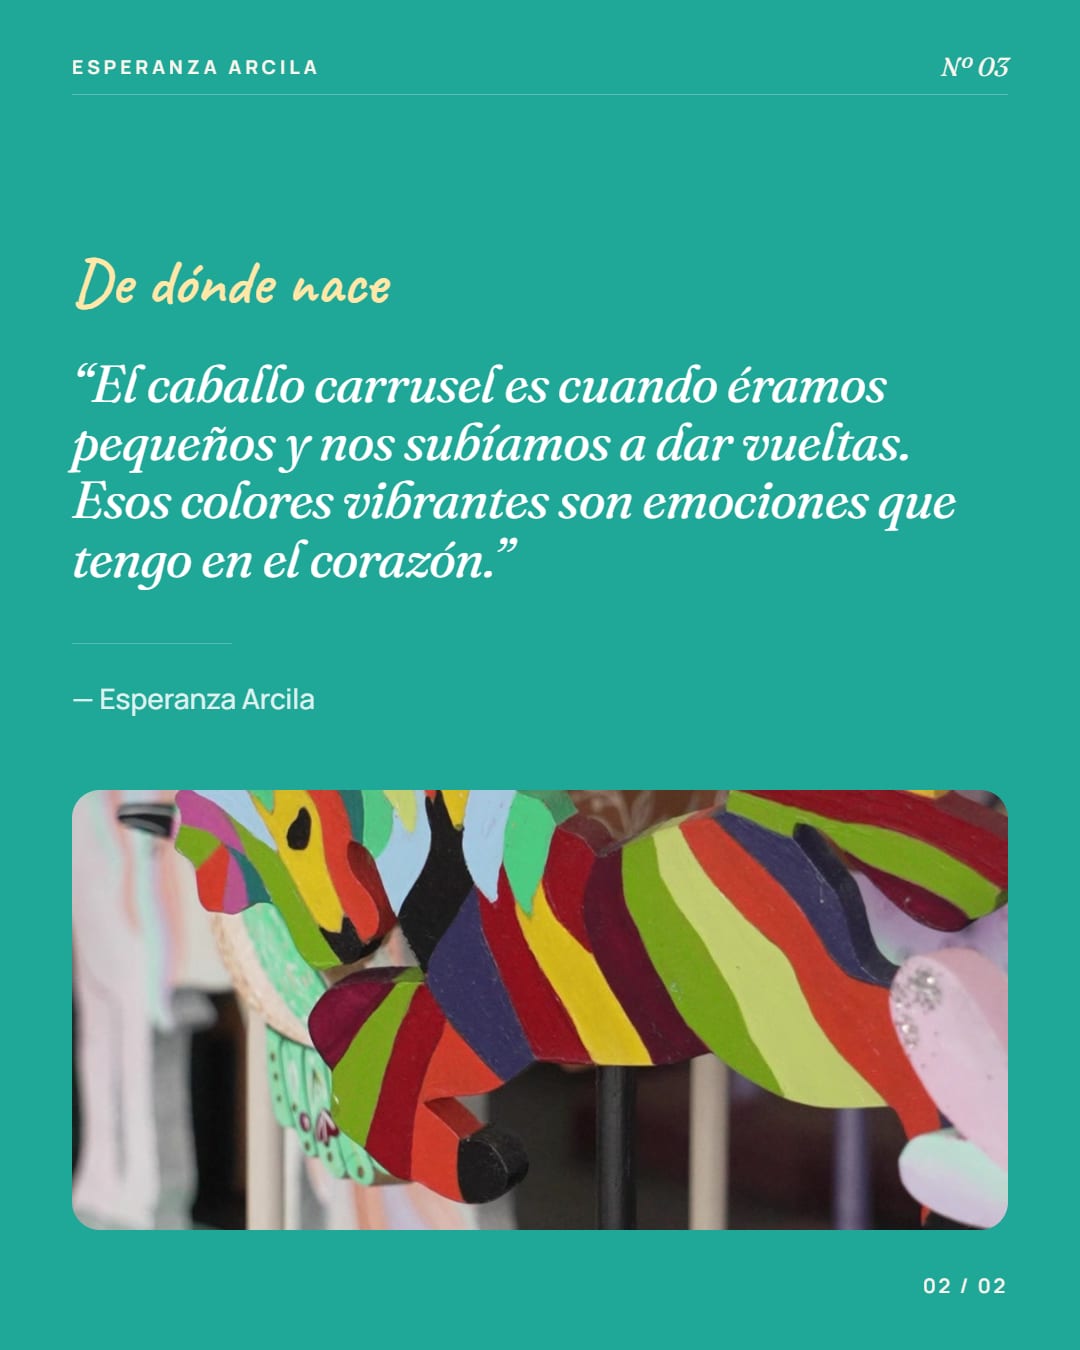 ESPERANZA ARCILA
Nº 03
De dónde nace
“El caballo carrusel es cuando éramos
pequeños y nos subíamos a dar vueltas.
Esos colores vibrantes son emociones que
tengo en el corazón.”
— Esperanza Arcila
02 / 02